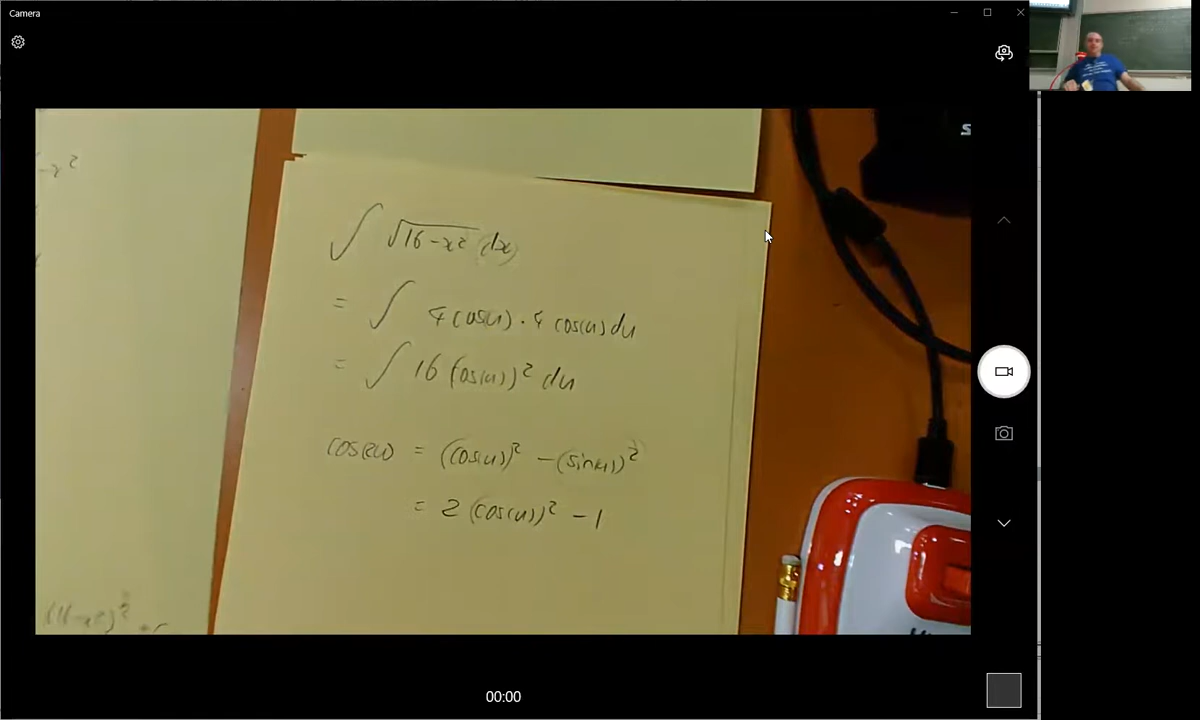 Camera
-x²
∫ √16-x² dx
= ∫ 4 cos(u) · 4 cos(u) du
= ∫ 16 (cos(u))² du
cos(2u) = (cos(u))² - (sin(u))²
= 2 (cos(u))² - 1
00:00